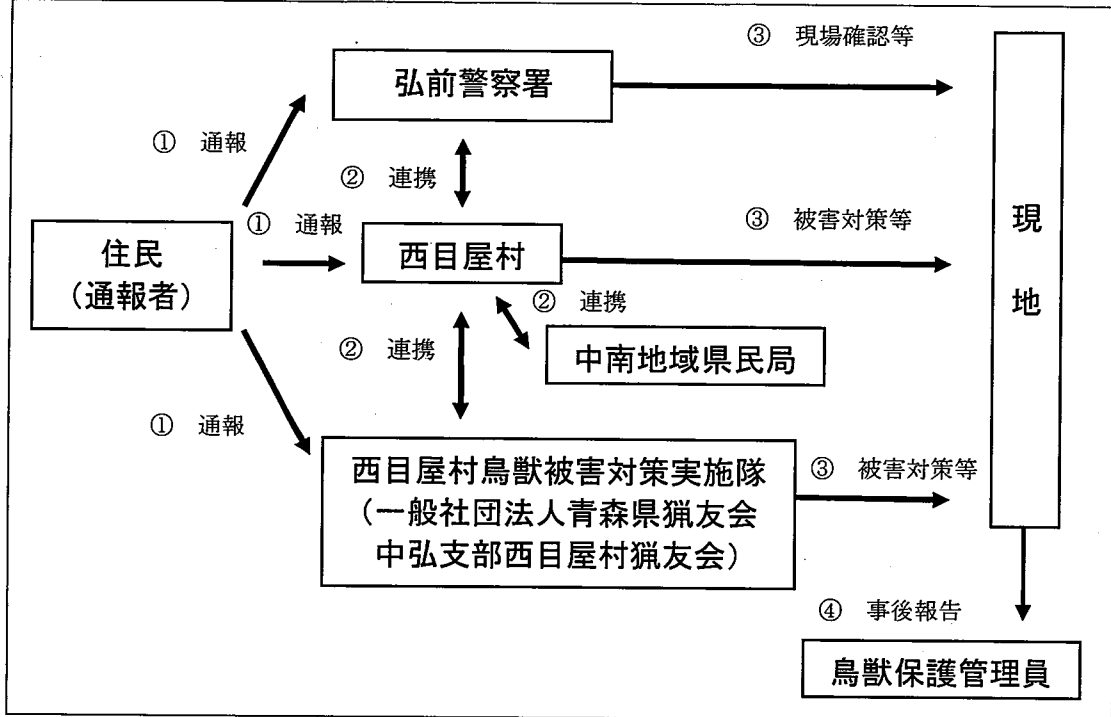 ③ 現場確認等
弘前警察署
① 通報
② 連携
① 通報
③ 被害対策等
住民
（通報者）
西目屋村
現
地
② 連携
② 連携
中南地域県民局
① 通報
西目屋村鳥獣被害対策実施隊
（一般社団法人青森県猟友会
中弘支部西目屋村猟友会）
③ 被害対策等
④ 事後報告
鳥獣保護管理員